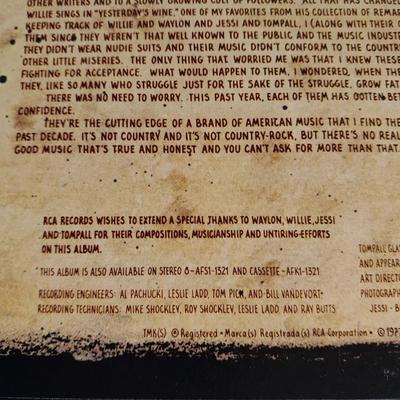 OTHER WRITERS AND TO A SLOWLY GROWING CULT OF FOLLOWERS. ALL THAT HAS CHANGED
WILLIE SINGS IN "YESTERDAY'S WINE," ONE OF MY FAVORITES FROM HIS COLLECTION OF REMAR
KEEPING TRACK OF WILLIE AND WAYLON AND JESSI AND TOMPALL, I (ALONG WITH THEIR O
THEM SINCE THEY WEREN'T THAT WELL KNOWN TO THE PUBLIC AND THE MUSIC INDUSTR
THEY DIDN'T WEAR NUDIE SUITS AND THEIR MUSIC DIDN'T CONFORM TO THE COUNTR
OTHER LITTLE MISERIES. THE ONLY THING THAT WORRIED ME WAS THAT I KNEW THESE
FIGHTING FOR ACCEPTANCE. WHAT WOULD HAPPEN TO THEM, I WONDERED, WHEN THE
THEY, LIKE SO MANY WHO STRUGGLE JUST FOR THE SAKE OF THE STRUGGLE, GROW FAT
THERE WAS NO NEED TO WORRY. THIS PAST YEAR, EACH OF THEM HAS GOTTEN BET
CONFIDENCE.
THEY'RE THE CUTTING EDGE OF A BRAND OF AMERICAN MUSIC THAT I FIND THE
PAST DECADE. IT'S NOT COUNTRY AND IT'S NOT COUNTRY-ROCK, BUT THERE'S NO REAL
GOOD MUSIC THAT'S TRUE AND HONEST AND YOU CAN'T ASK FOR MORE THAN THAT.
RCA RECORDS WISHES TO EXTEND A SPECIAL THANKS TO WAYLON, WILLIE, JESSI
AND TOMPALL FOR THEIR COMPOSITIONS, MUSICIANSHIP AND UNTIRING EFFORTS
ON THIS ALBUM.
THIS ALBUM IS ALSO AVAILABLE ON STEREO 8-AFS1-1321 AND CASSETTE-AFK1-1321
RECORDING ENGINEERS: AL PACHUCKI, LESLIE LADD, TOM PICK, AND BILL VANDEVORT
RECORDING TECHNICIANS: MIKE SHOCKLEY, ROY SHOCKLEY, LESLIE LADD, AND RAY BUTTS
TOMPALL GLAS
AND APPEAR
ART DIRECTO
PHOTOGRAPH
JESSI - B
TMK(S) ® Registered • Marca(s) Registrada(s) RCA Corporation • © 197